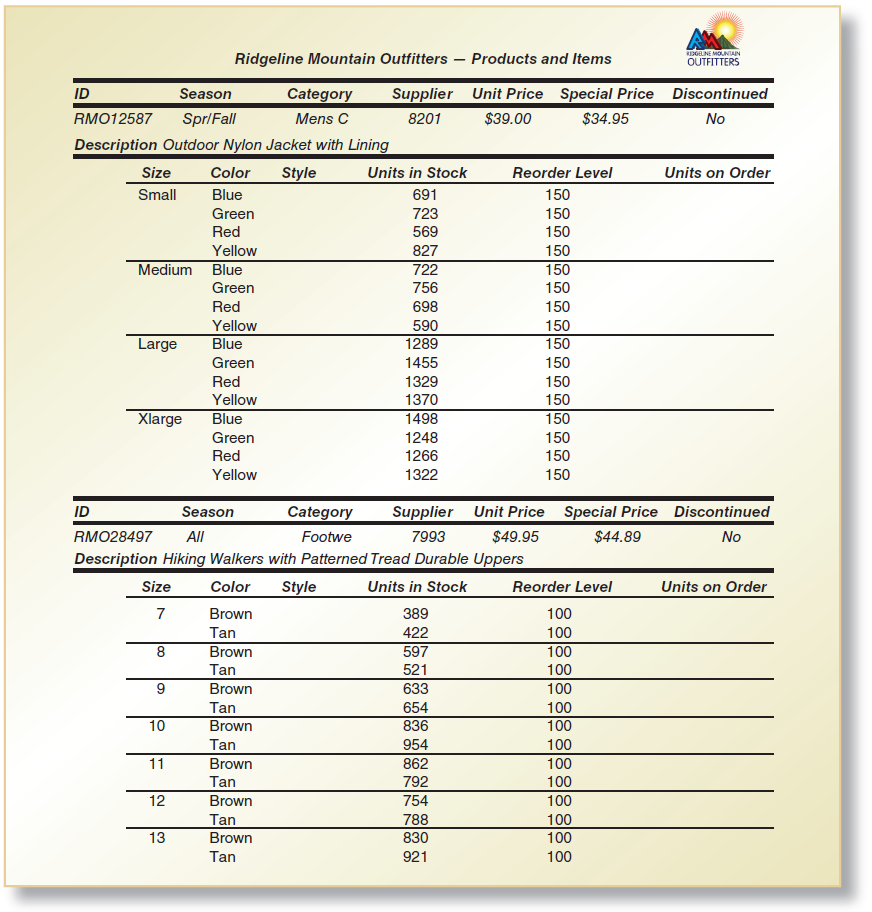 RIDGELINE MOUNTAIN
OUTFITTERS
Ridgeline Mountain Outfitters — Products and Items
ID Season Category Supplier Unit Price Special Price Discontinued
RMO12587 Spr/Fall Mens C 8201 $39.00 $34.95 No
Description Outdoor Nylon Jacket with Lining
Size Color Style Units in Stock Reorder Level Units on Order
Small Blue 691 150
Green 723 150
Red 569 150
Yellow 827 150
Medium Blue 722 150
Green 756 150
Red 698 150
Yellow 590 150
Large Blue 1289 150
Green 1455 150
Red 1329 150
Yellow 1370 150
Xlarge Blue 1498 150
Green 1248 150
Red 1266 150
Yellow 1322 150
ID Season Category Supplier Unit Price Special Price Discontinued
RMO28497 All Footwe 7993 $49.95 $44.89 No
Description Hiking Walkers with Patterned Tread Durable Uppers
Size Color Style Units in Stock Reorder Level Units on Order
7 Brown 389 100
Tan 422 100
8 Brown 597 100
Tan 521 100
9 Brown 633 100
Tan 654 100
10 Brown 836 100
Tan 954 100
11 Brown 862 100
Tan 792 100
12 Brown 754 100
Tan 788 100
13 Brown 830 100
Tan 921 100